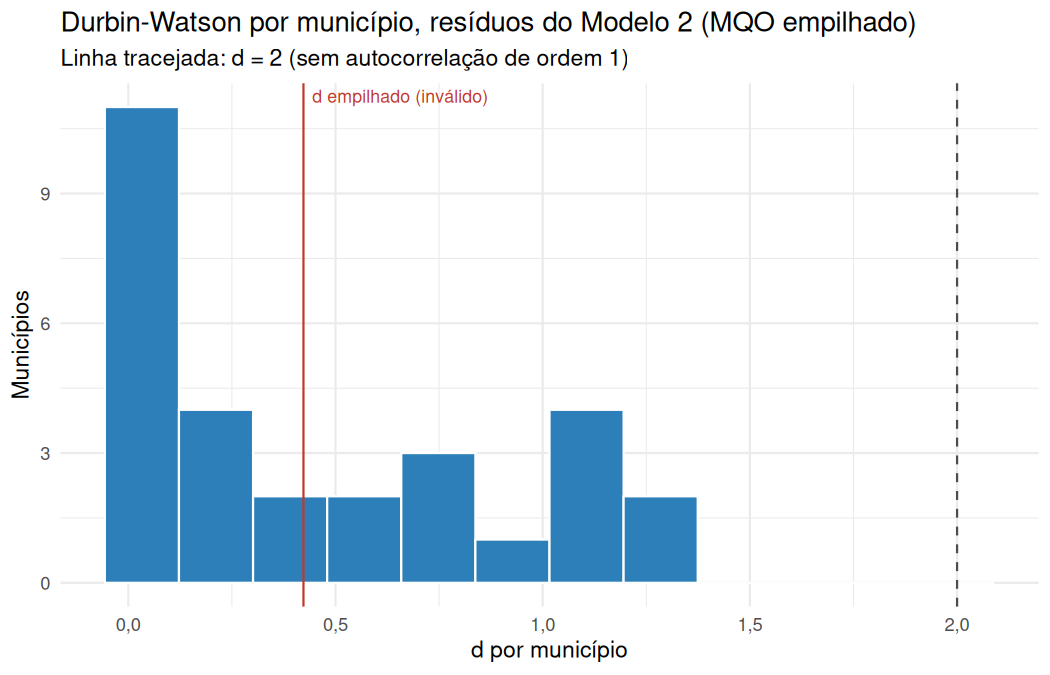 Durbin-Watson por município, resíduos do Modelo 2 (MQO empilhado)
Linha tracejada: d = 2 (sem autocorrelação de ordem 1)
d empilhado (inválido)
Municípios
9
6
3
0
0,0
0,5
1,0
1,5
2,0
d por município